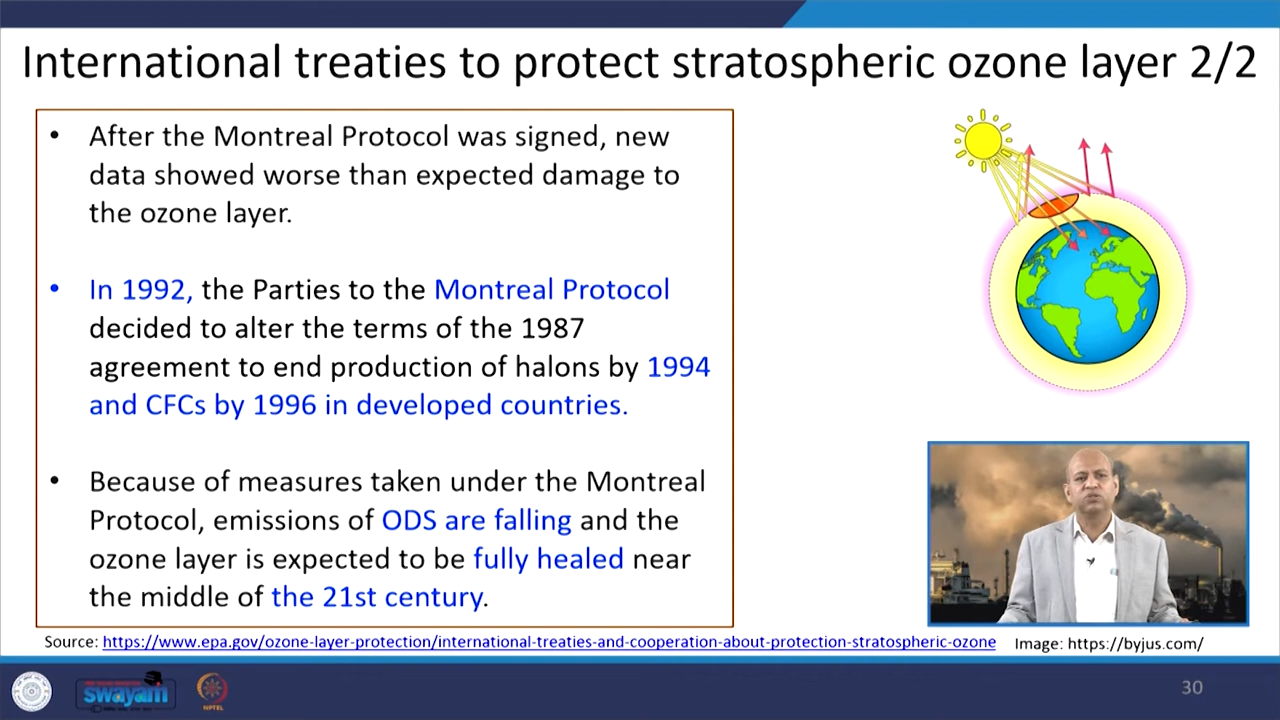 International treaties to protect stratospheric ozone layer 2/2
• After the Montreal Protocol was signed, new
data showed worse than expected damage to
the ozone layer.
• In 1992, the Parties to the Montreal Protocol
decided to alter the terms of the 1987
agreement to end production of halons by 1994
and CFCs by 1996 in developed countries.
• Because of measures taken under the Montreal
Protocol, emissions of ODS are falling and the
ozone layer is expected to be fully healed near
the middle of the 21st century.
Source: https://www.epa.gov/ozone-layer-protection/international-treaties-and-cooperation-about-protection-stratospheric-ozone Image: https://byjus.com/
swayam
NPTEL
30